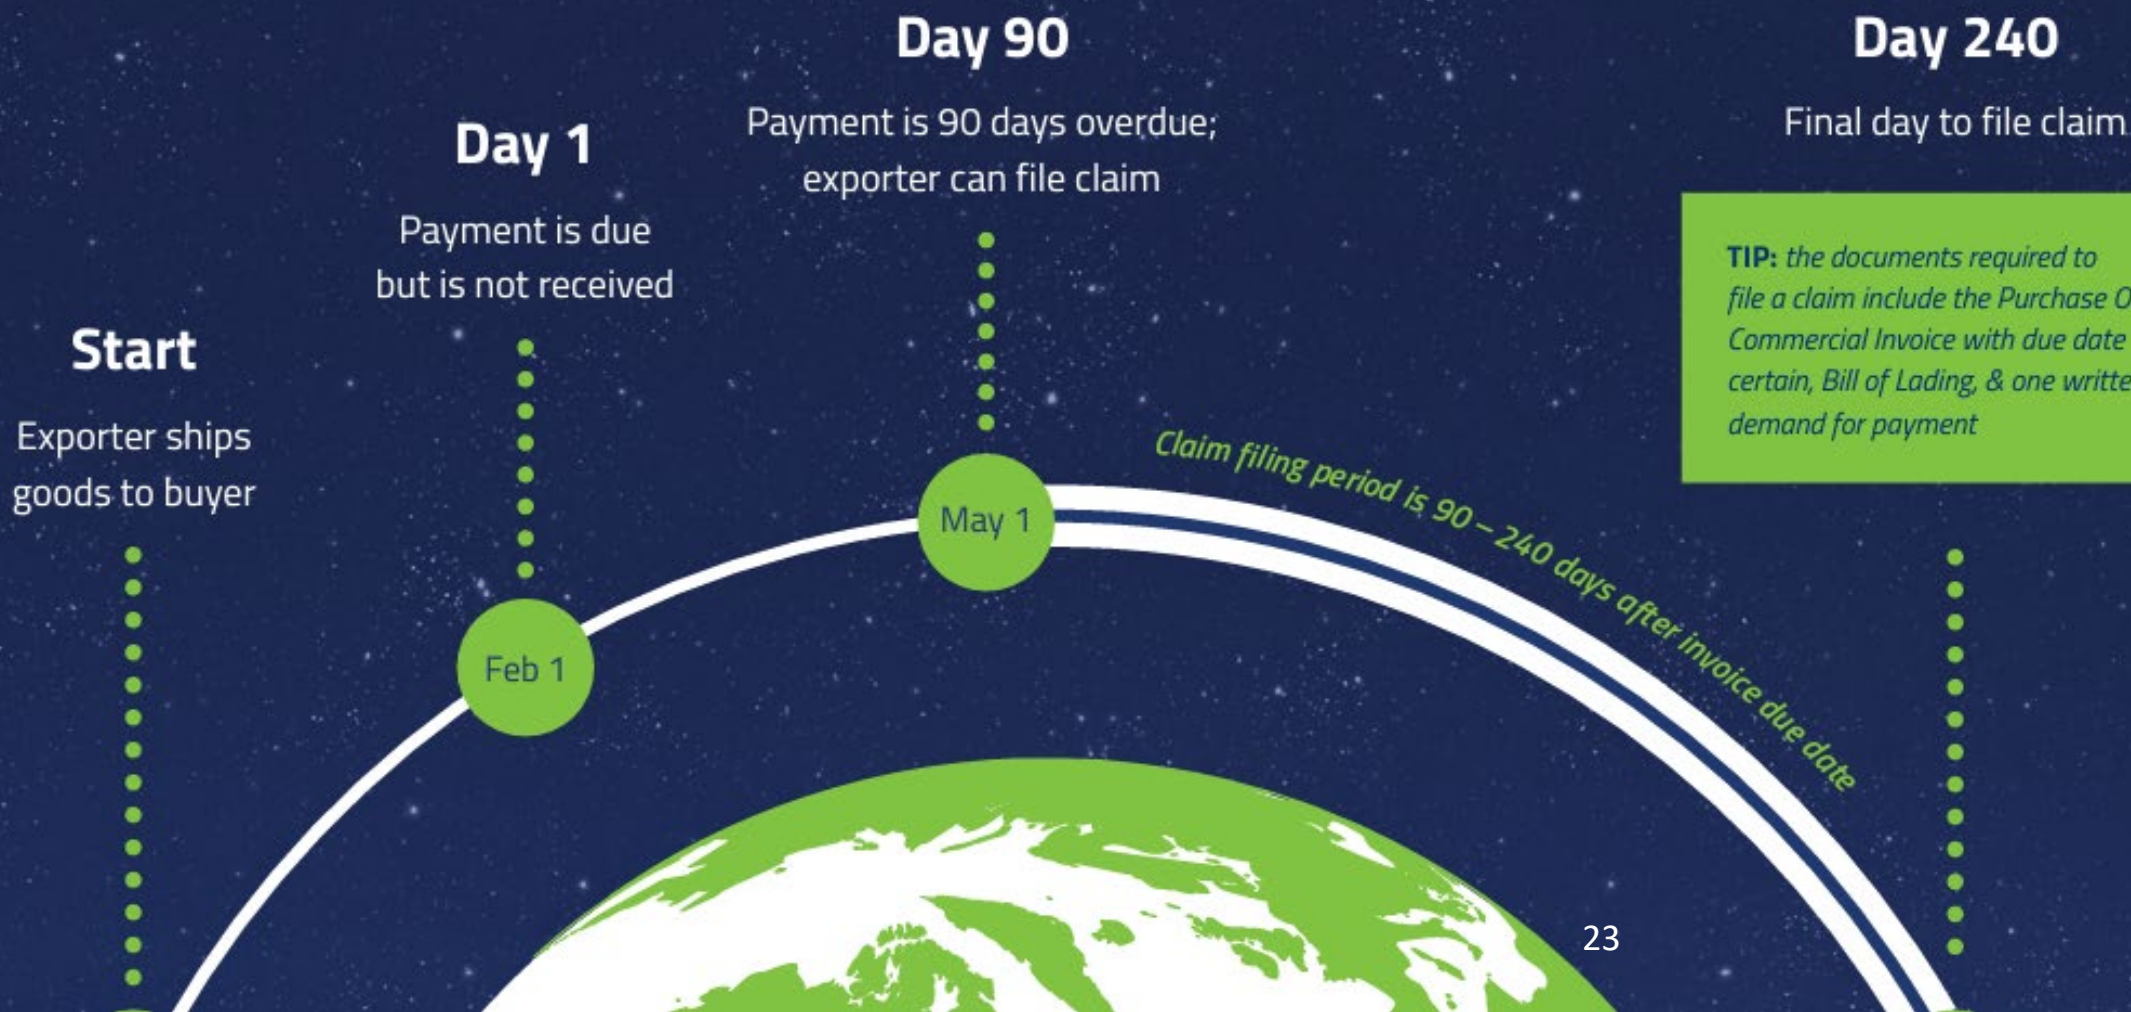 Start
Exporter ships
goods to buyer
Day 1
Payment is due
but is not received
Feb 1
Day 90
Payment is 90 days overdue;
exporter can file claim
May 1
Claim filing period is 90 – 240 days after invoice due date
Day 240
Final day to file claim
TIP: the documents required to
file a claim include the Purchase
Commercial Invoice with due date
certain, Bill of Lading, & one
demand for payment
23